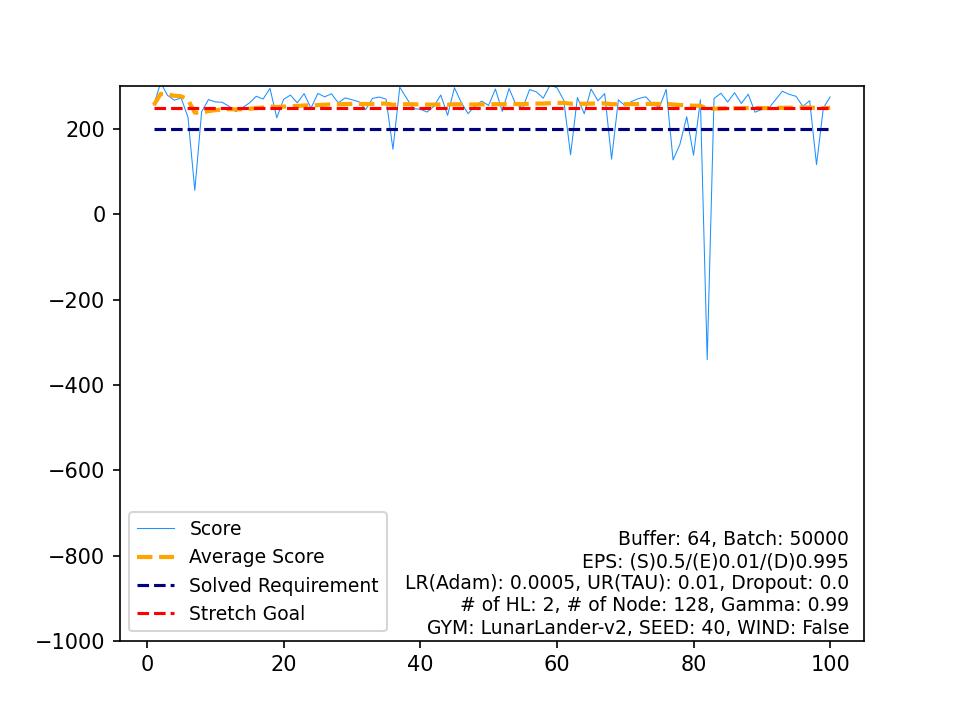 200
0
−200
−400
−600
−800
−1000
0
20
40
60
80
100
Score
Average Score
Solved Requirement
Stretch Goal
Buffer: 64, Batch: 50000
EPS: (S)0.5/(E)0.01/(D)0.995
LR(Adam): 0.0005, UR(TAU): 0.01, Dropout: 0.0
# of HL: 2, # of Node: 128, Gamma: 0.99
GYM: LunarLander-v2, SEED: 40, WIND: False